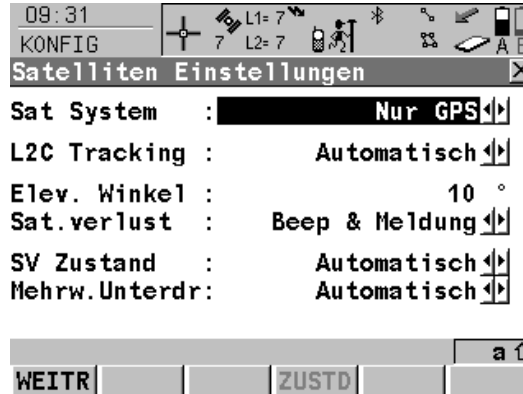 09:31
KONFIG
7
L1= 7
L2= 7
A
Satelliten Einstellungen
Sat System : Nur GPS
L2C Tracking : Automatisch
Elev. Winkel 10 °
Sat.verlust : Beep & Meldung
SV Zustand : Automatisch
Mehrw.Unterdr: Automatisch
a
WEITR ZUSTD